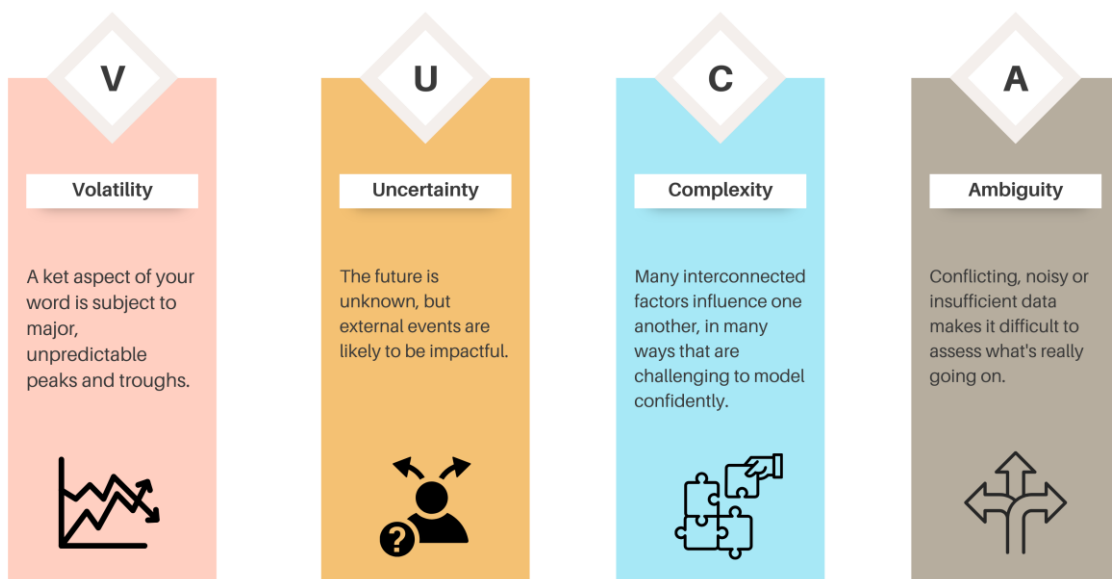 V
Volatility
A ket aspect of your
word is subject to
major,
unpredictable
peaks and troughs.
U
Uncertainty
The future is
unknown, but
external events are
likely to be impactful.
?
C
Complexity
Many interconnected
factors influence one
another, in many
ways that are
challenging to model
confidently.
A
Ambiguity
Conflicting, noisy or
insufficient data
makes it difficult to
assess what's really
going on.